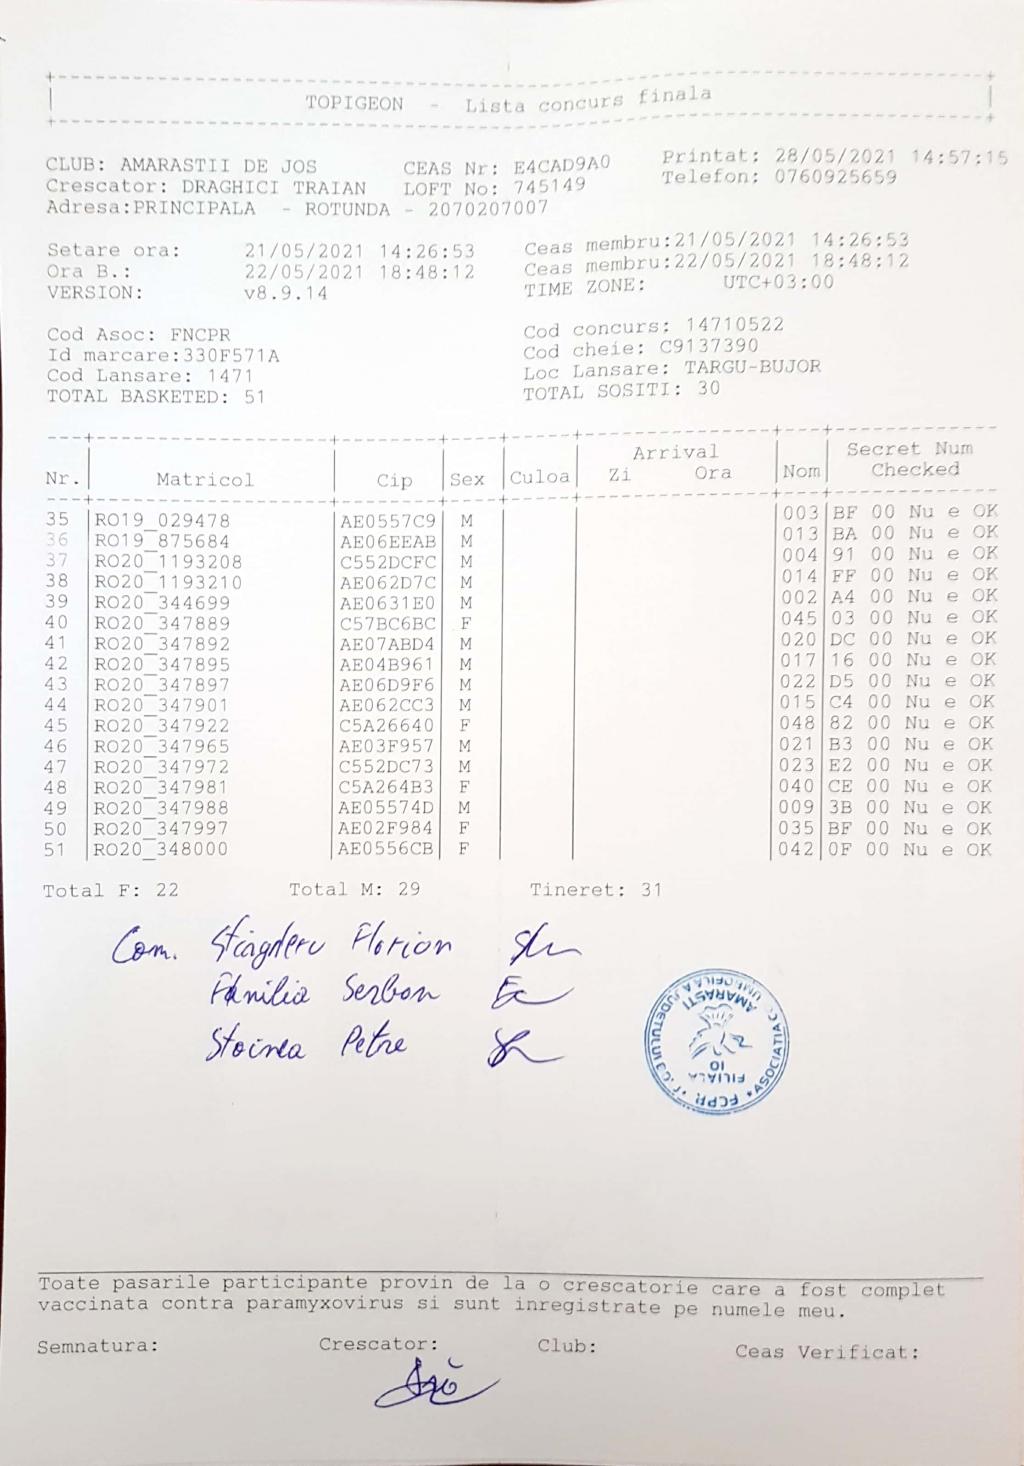 TOPIGEON - Lista concurs finala
CLUB: AMARASTII DE JOS CEAS Nr: E4CAD9A0 Printat: 28/05/2021 14:57:15
Crescator: DRAGHICI TRAIAN LOFT No: 745149 Telefon: 0760925659
Adresa:PRINCIPALA - ROTUNDA - 2070207007
Setare ora: 21/05/2021 14:26:53 Ceas membru:21/05/2021 14:26:53
Ora B.: 22/05/2021 18:48:12 Ceas membru:22/05/2021 18:48:12
VERSION: v8.9.14 TIME ZONE: UTC+03:00
Cod Asoc: FNCPR Cod concurs: 14710522
Id marcare:330F571A Cod cheie: C9137390
Cod Lansare: 1471 Loc Lansare: TARGU-BUJOR
TOTAL BASKETED: 51 TOTAL SOSITI: 30
Arrival Secret Num
Nr. Matricol Cip Sex Culoa Zi Ora Nom Checked
35 RO19_029478 AE0557C9 M 003 BF 00 Nu e OK
36 RO19_875684 AE06EEAB M 013 BA 00 Nu e OK
37 RO20_1193208 C552DCFC M 004 91 00 Nu e OK
38 RO20_1193210 AE062D7C M 014 FF 00 Nu e OK
39 RO20_344699 AE0631E0 M 002 A4 00 Nu e OK
40 RO20_347889 C57BC6BC F 045 03 00 Nu e OK
41 RO20_347892 AE07ABD4 M 020 DC 00 Nu e OK
42 RO20_347895 AE04B961 M 017 16 00 Nu e OK
43 RO20_347897 AE06D9F6 M 022 D5 00 Nu e OK
44 RO20_347901 AE062CC3 M 015 C4 00 Nu e OK
45 RO20_347922 C5A26640 F 048 82 00 Nu e OK
46 RO20_347965 AE03F957 M 021 B3 00 Nu e OK
47 RO20_347972 C552DC73 M 023 E2 00 Nu e OK
48 RO20_347981 C5A264B3 F 040 CE 00 Nu e OK
49 RO20_347988 AE05574D M 009 3B 00 Nu e OK
50 RO20_347997 AE02F984 F 035 BF 00 Nu e OK
51 RO20_348000 AE0556CB F 042 0F 00 Nu e OK
Total F: 22 Total M: 29 Tineret: 31
Com. Florian
Serban
Petre
AMARASTI
10
FILIALA
FCPR * ASOCIATIA JUDETULUI
Toate pasarile participante provin de la o crescatorie care a fost complet
vaccinata contra paramyxovirus si sunt inregistrate pe numele meu.
Semnatura: Crescator: Club: Ceas Verificat: